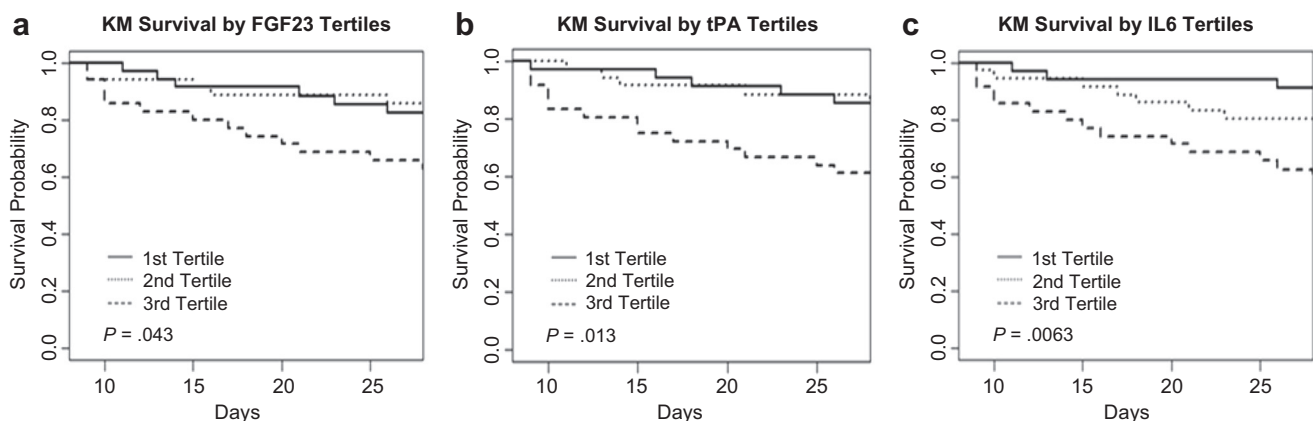 a
KM Survival by FGF23 Tertiles
Survival Probability
1.0
0.8
0.6
0.4
0.2
0.0
1st Tertile
2nd Tertile
3rd Tertile
P = .043
10 15 20 25
Days
b
KM Survival by tPA Tertiles
Survival Probability
1.0
0.8
0.6
0.4
0.2
0.0
1st Tertile
2nd Tertile
3rd Tertile
P = .013
10 15 20 25
Days
c
KM Survival by IL6 Tertiles
Survival Probability
1.0
0.8
0.6
0.4
0.2
0.0
1st Tertile
2nd Tertile
3rd Tertile
P = .0063
10 15 20 25
Days